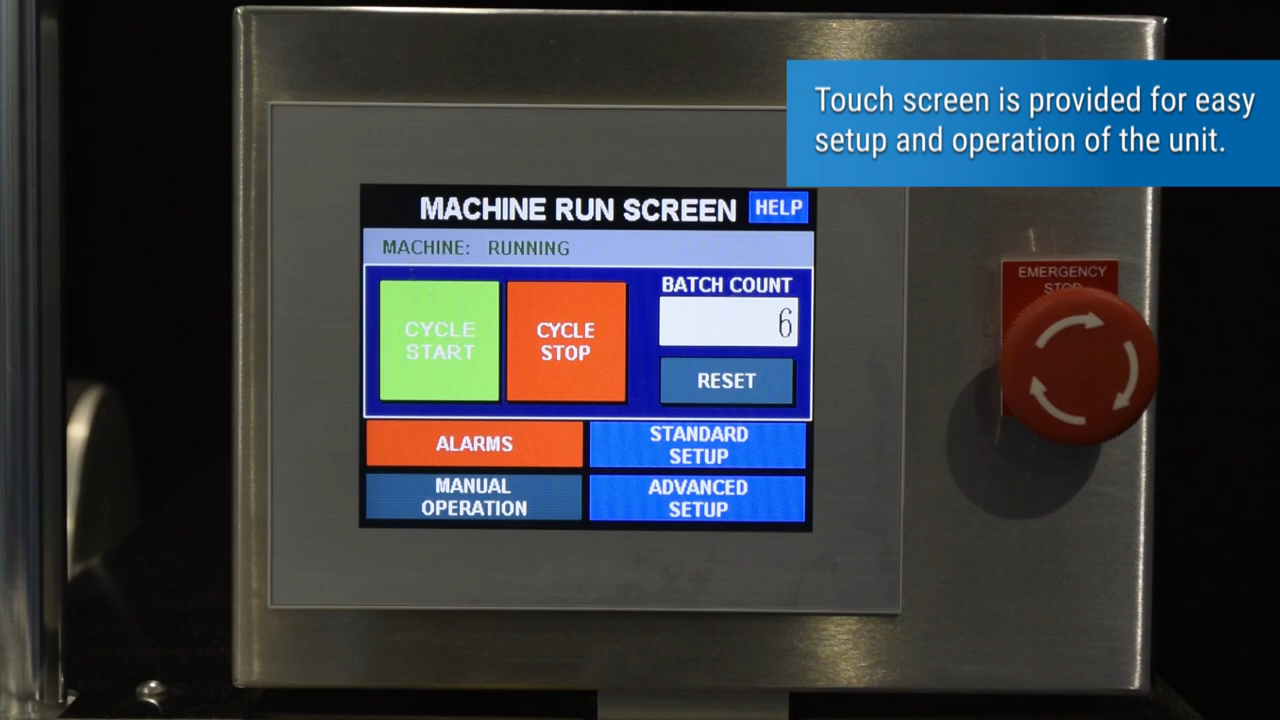 Touch screen is provided for easy
setup and operation of the unit.
MACHINE RUN SCREEN
HELP
MACHINE: RUNNING
CYCLE
START
CYCLE
STOP
BATCH COUNT
6
RESET
ALARMS
STANDARD
SETUP
MANUAL
OPERATION
ADVANCED
SETUP
EMERGENCY
STOP